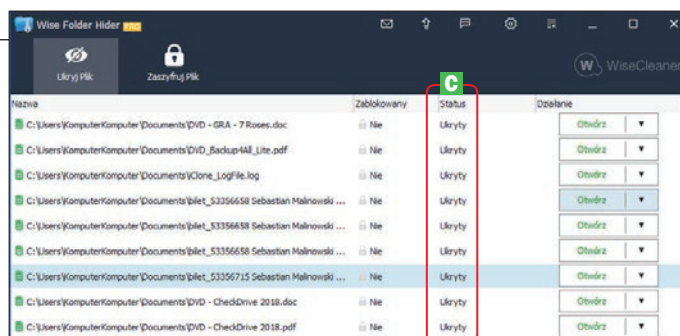 Wise Folder Hider PRO
Ukryj Plik Zaszyfruj Plik W WiseCleaner
C
Nazwa Zablokowany Status Działanie
C:\Users\KomputerKomputer\Documents\DVD - GRA - 7 Roses.doc Nie Ukryty Otwórz
C:\Users\KomputerKomputer\Documents\DVD_Backup4All_Lite.pdf Nie Ukryty Otwórz
C:\Users\KomputerKomputer\Documents\iClone_LogFile.log Nie Ukryty Otwórz
C:\Users\KomputerKomputer\Documents\bilet_53356658 Sebastian Malinowski ... Nie Ukryty Otwórz
C:\Users\KomputerKomputer\Documents\bilet_53356658 Sebastian Malinowski ... Nie Ukryty Otwórz
C:\Users\KomputerKomputer\Documents\bilet_53356658 Sebastian Malinowski ... Nie Ukryty Otwórz
C:\Users\KomputerKomputer\Documents\bilet_53356715 Sebastian Malinowski ... Nie Ukryty Otwórz
C:\Users\KomputerKomputer\Documents\DVD - CheckDrive 2018.doc Nie Ukryty Otwórz
C:\Users\KomputerKomputer\Documents\DVD - CheckDrive 2018.pdf Nie Ukryty Otwórz